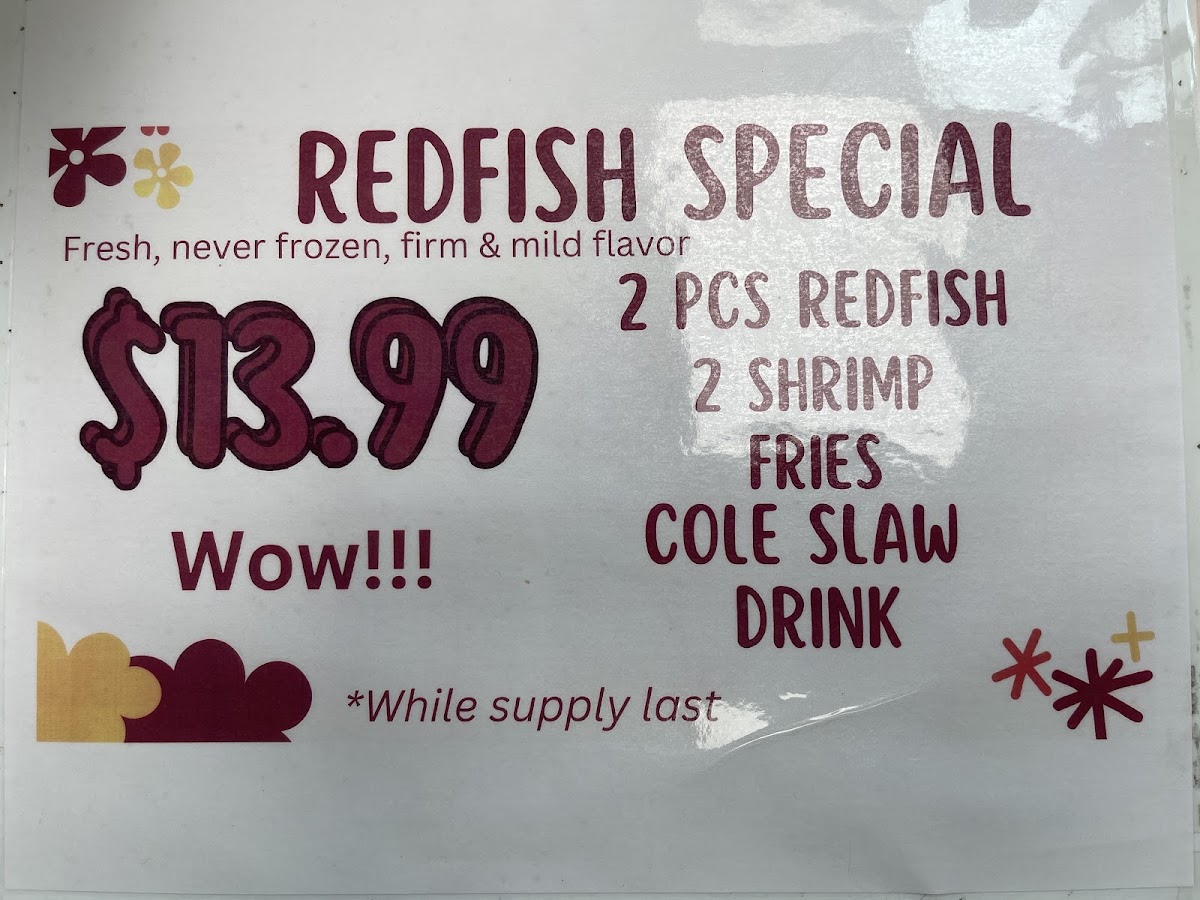 REDFISH SPECIAL
Fresh, never frozen, firm & mild flavor
$13.99
Wow!!!
2 PCS REDFISH
2 SHRIMP
FRIES
COLE SLAW
DRINK
*While supply last